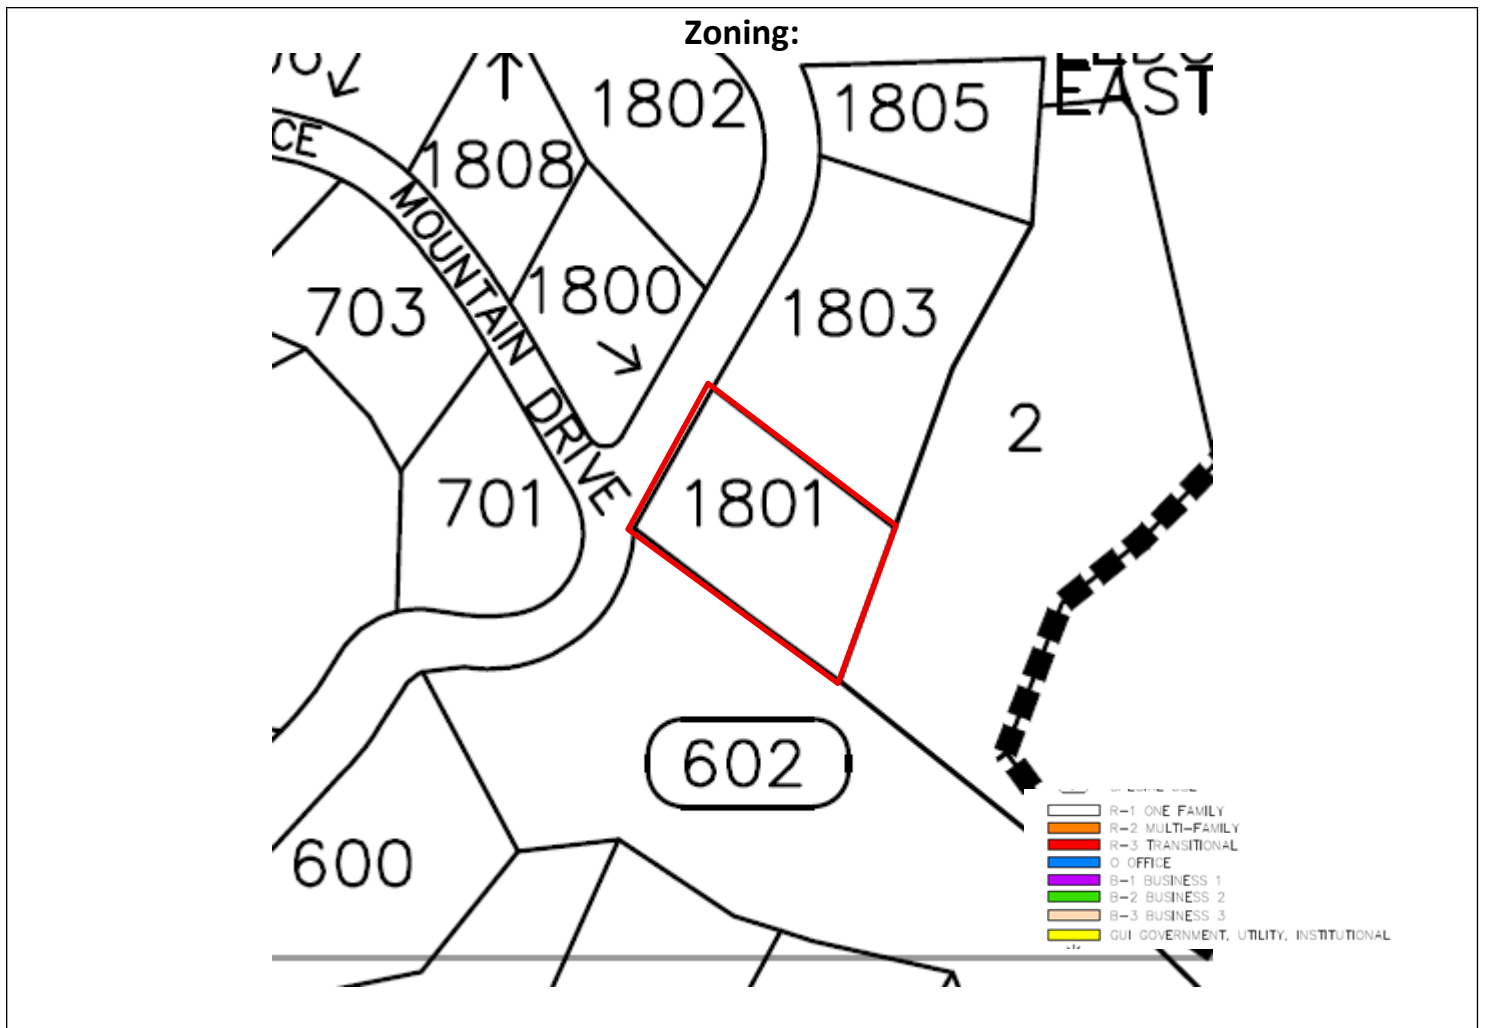 Zoning:
EAST
1802
1805
CE
1808
MOUNTAIN DRIVE
1800
703
1803
2
701
1801
602
600
R-1 ONE FAMILY
R-2 MULTI-FAMILY
R-3 TRANSITIONAL
O OFFICE
B-1 BUSINESS 1
B-2 BUSINESS 2
B-3 BUSINESS 3
GUI GOVERNMENT, UTILITY, INSTITUTIONAL